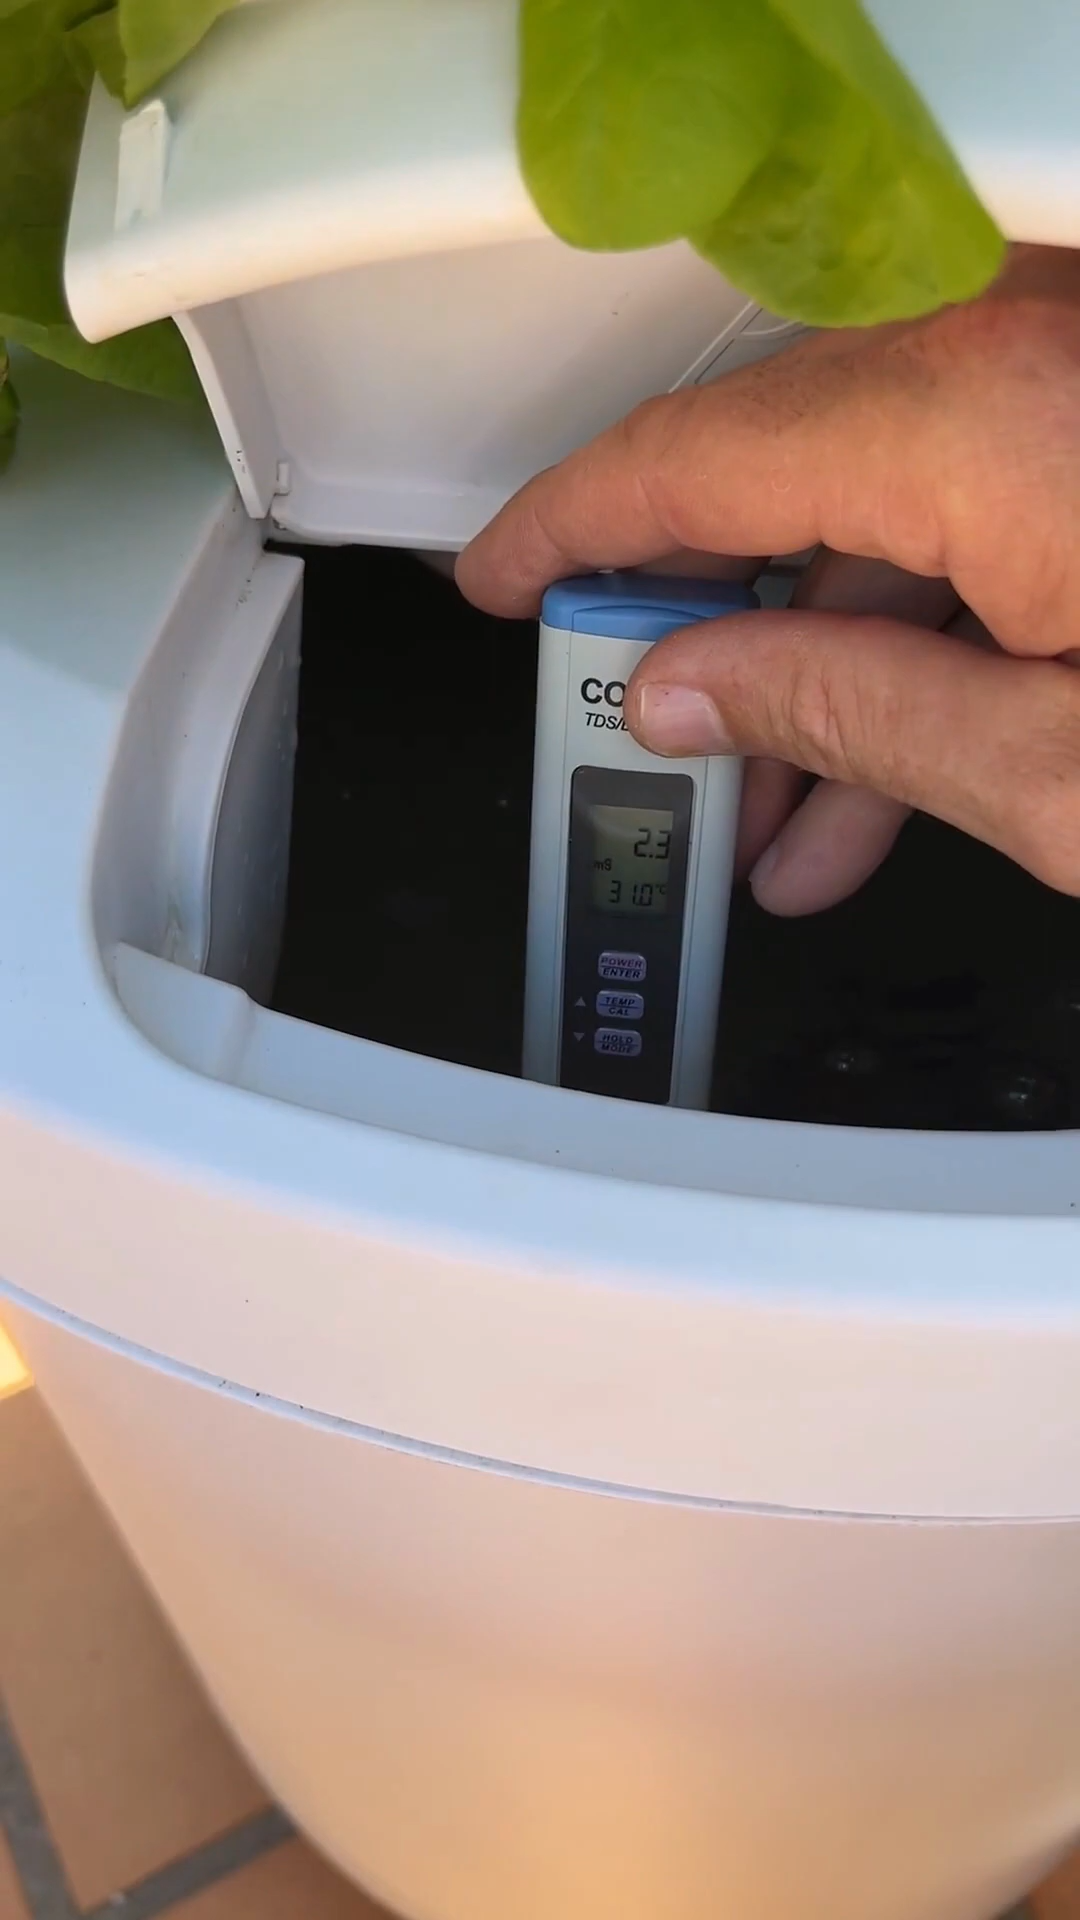 CO
TDS/
2.3
mS
31.0°C
POWER
ENTER
TEMP
CAL
HOLD
MODE